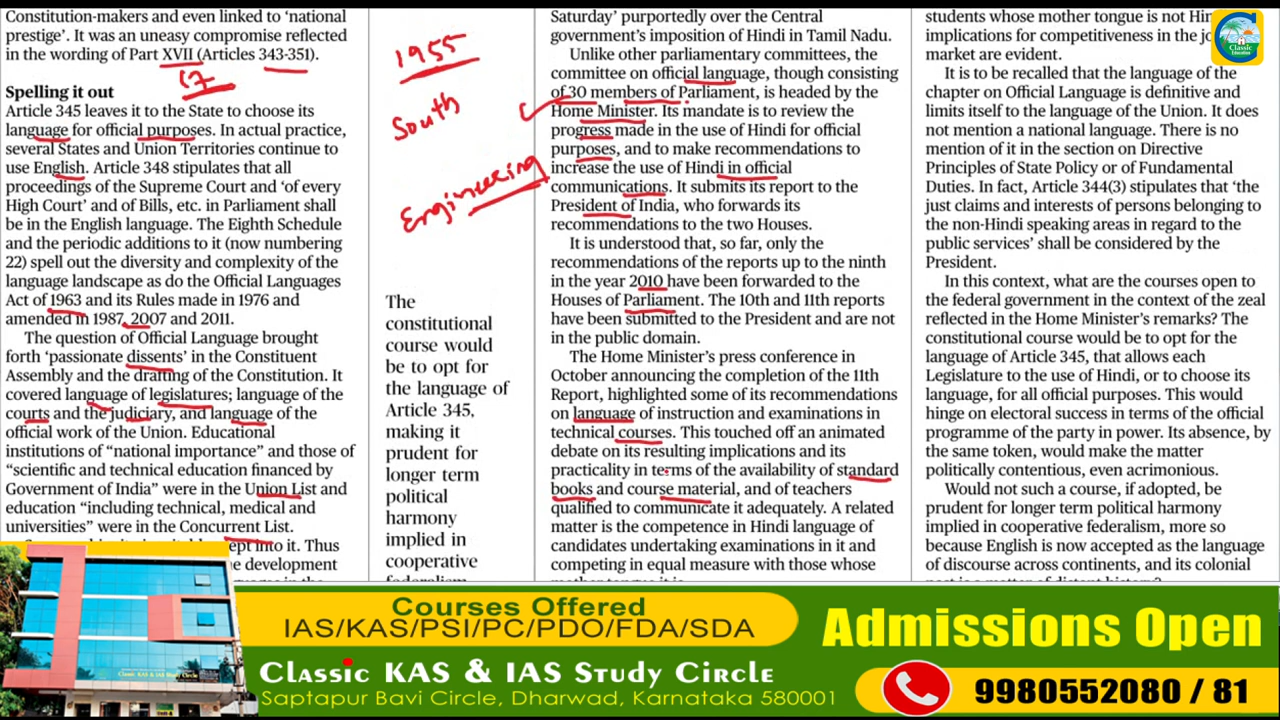 Constitution-makers and even linked to ‘national
prestige’. It was an uneasy compromise reflected
in the wording of Part XVII (Articles 343-351).
17
Spelling it out
Article 345 leaves it to the State to choose its
language for official purposes. In actual practice,
several States and Union Territories continue to
use English. Article 348 stipulates that all
proceedings of the Supreme Court and ‘of every
High Court’ and of Bills, etc. in Parliament shall
be in the English language. The Eighth Schedule
and the periodic additions to it (now numbering
22) spell out the diversity and complexity of the
language landscape as do the Official Languages
Act of 1963 and its Rules made in 1976 and
amended in 1987, 2007 and 2011.
The question of Official Language brought
forth ‘passionate dissents’ in the Constituent
Assembly and the drafting of the Constitution. It
covered language of legislatures; language of the
courts and the judiciary, and language of the
official work of the Union. Educational
institutions of “national importance” and those of
“scientific and technical education financed by
Government of India” were in the Union List and
education “including technical, medical and
universities” were in the Concurrent List.
into it. Thus
development
1955
South
Engineering
The
constitutional
course would
be to opt for
the language of
Article 345,
making it
prudent for
longer term
political
harmony
implied in
cooperative
federalism
Saturday’ purportedly over the Central
government’s imposition of Hindi in Tamil Nadu.
Unlike other parliamentary committees, the
committee on official language, though consisting
of 30 members of Parliament, is headed by the
Home Minister. Its mandate is to review the
progress made in the use of Hindi for official
purposes, and to make recommendations to
increase the use of Hindi in official
communications. It submits its report to the
President of India, who forwards its
recommendations to the two Houses.
It is understood that, so far, only the
recommendations of the reports up to the ninth
in the year 2010 have been forwarded to the
Houses of Parliament. The 10th and 11th reports
have been submitted to the President and are not
in the public domain.
The Home Minister’s press conference in
October announcing the completion of the 11th
Report, highlighted some of its recommendations
on language of instruction and examinations in
technical courses. This touched off an animated
debate on its resulting implications and its
practicality in terms of the availability of standard
books and course material, and of teachers
qualified to communicate it adequately. A related
matter is the competence in Hindi language of
candidates undertaking examinations in it and
competing in equal measure with those whose
students whose mother tongue is not
implications for competitiveness in the
market are evident.
It is to be recalled that the language of the
chapter on Official Language is definitive and
limits itself to the language of the Union. It does
not mention a national language. There is no
mention of it in the section on Directive
Principles of State Policy or of Fundamental
Duties. In fact, Article 344(3) stipulates that ‘the
just claims and interests of persons belonging to
the non-Hindi speaking areas in regard to the
public services’ shall be considered by the
President.
In this context, what are the courses open to
the federal government in the context of the zeal
reflected in the Home Minister’s remarks? The
constitutional course would be to opt for the
language of Article 345, that allows each
Legislature to the use of Hindi, or to choose its
language, for all official purposes. This would
hinge on electoral success in terms of the official
programme of the party in power. Its absence, by
the same token, would make the matter
politically contentious, even acrimonious.
Would not such a course, if adopted, be
prudent for longer term political harmony
implied in cooperative federalism, more so
because English is now accepted as the language
of discourse across continents, and its colonial
Classic
Education
Classic KAS & IAS Study Circle
Courses Offered
IAS/KAS/PSI/PC/PDO/FDA/SDA
Classic KAS & IAS Study Circle
Saptapur Bavi Circle, Dharwad, Karnataka 580001
Admissions Open
9980552080 / 81